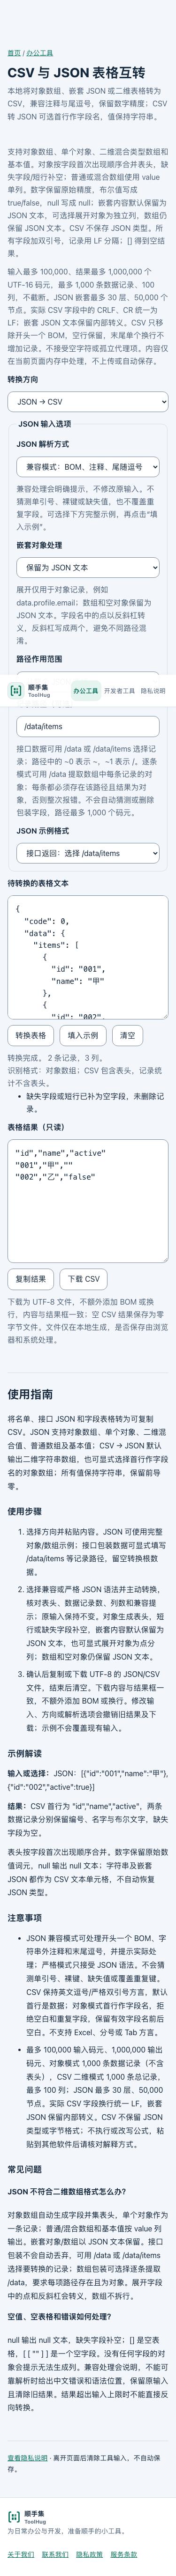 首页 / 办公工具
CSV 与 JSON 表格互转
本地将对象数组、嵌套 JSON 或二维表格转为
CSV，兼容注释与尾逗号，保留数字精度；CSV
转 JSON 可选首行作字段名，值保持字符串。
支持对象数组、单个对象、二维混合类型数组和
基本值。对象按字段首次出现顺序合并表头，缺
失字段/短行补空；普通或混合数组使用 value
单列。数字保留原始精度，布尔值写成
true/false，null 写成 null；嵌套内容默认保留为
JSON 文本，可选择展开对象为独立列，数组仍
保留 JSON 文本。CSV 不保存 JSON 类型。所
有字段加双引号，记录用 LF 分隔；[] 得到空结
果。
输入最多 100,000、结果最多 1,000,000 个
UTF-16 码元，最多 1,000 条数据记录、100
列，不截断。JSON 嵌套最多 30 层、50,000 个
节点。实际 CSV 字段中的 CRLF、CR 统一为
LF；嵌套 JSON 文本保留内部转义。CSV 只移
除开头一个 BOM，空行保留，末尾单个换行不
增加记录。不接受空字符或孤立代理项。内容仅
在当前页面内存中处理，不上传或自动保存。
转换方向
JSON → CSV
JSON 输入选项
JSON 解析方式
兼容模式：BOM、注释、尾随逗号
兼容处理会明确提示，不修改原输入。不
猜测单引号、裸键或缺失值，也不覆盖重
复字段。可选择下方完整示例，再点击“填
入示例”。
嵌套对象处理
保留为 JSON 文本
展开仅用于对象记录，例如
data.profile.email；数组和空对象保留为
JSON 文本。字段名中的点以反斜杠转
义，反斜杠写成两个，避免不同路径混
淆。
路径作用范围
顺手集
ToolHug
办公工具 开发者工具 隐私说明
/data/items
接口数据可用 /data 或 /data/items 选择记
录；路径中的 ~0 表示 ~，~1 表示 /。逐条
模式可用 /data 提取数组中每条记录的对
象；每条都必须存在该路径且结果为对
象，否则整次报错。不会自动猜测或删除
包装字段，路径最多 1,000 个码元。
JSON 示例格式
接口返回：选择 /data/items
待转换的表格文本
{
"code": 0,
"data": {
"items": [
{
"id": "001",
"name": "甲"
},
{
"id": "002",
转换表格 填入示例 清空
转换完成。2 条记录，3 列。
识别格式：对象数组；CSV 包含表头，记录统
计不含表头。
• 缺失字段或短行已补为空字段，未删除记
录。
表格结果（只读）
"id","name","active"
"001","甲",""
"002","乙","false"
复制结果 下载 CSV
下载为 UTF-8 文件，不额外添加 BOM 或换
行，内容与结果框一致；空 CSV 结果保存为零
字节文件。文件仅在本地生成，是否保存由浏览
器和系统处理。
使用指南
将名单、接口 JSON 和字段表格转为可复制
CSV。JSON 支持对象数组、单个对象、二维混
合值、普通数组及基本值；CSV → JSON 默认
输出二维字符串数组，也可显式选择首行作字段
名的对象数组；所有值保持字符串，保留前导
零。
使用步骤
1. 选择方向并粘贴内容。JSON 可使用完整
对象/数组示例；接口包装数据可显式填写
/data/items 等记录路径，留空转换根数
据。
2. 选择兼容或严格 JSON 语法并主动转换，
核对表头、数据记录数、列数和兼容提
示；原输入保持不变。对象生成表头，短
行或缺失字段补空，嵌套内容默认保留为
JSON 文本，也可显式展开对象为点分
列；数组和空对象仍保留 JSON 文本。
3. 确认后复制或下载 UTF-8 的 JSON/CSV
文件，结束后清空。下载内容与结果框一
致，不额外添加 BOM 或换行。修改输
入、方向或解析选项会撤销旧结果及下
载；示例不会覆盖现有输入。
示例解读
输入或选择：JSON：[{"id":"001","name":"甲"},
{"id":"002","active":true}]
结果：CSV 首行为 "id","name","active"，两条
数据记录分别保留编号、名字与布尔文字，缺失
字段为空。
表头按字段首次出现顺序合并。数字保留原始数
值词元，null 输出 null 文本；字符串及嵌套
JSON 都作为 CSV 文本单元格，不自动恢复
JSON 类型。
注意事项
• JSON 兼容模式可处理开头一个 BOM、字
符串外注释和末尾逗号，并提示实际处
理；严格模式只接受 JSON 语法。不会猜
测单引号、裸键、缺失值或覆盖重复键。
CSV 保持英文逗号/严格双引号方言，默认
首行是数据；对象模式首行作字段名，拒
绝空白和重复字段，保留有效字段名前后
空白。不支持 Excel、分号或 Tab 方言。
• 最多 100,000 输入码元、1,000,000 输出
码元、对象模式 1,000 条数据记录（不含
表头），CSV 二维模式 1,000 条总记录，
最多 100 列；JSON 最多 30 层、50,000
节点。实际 CSV 字段换行统一 LF，嵌套
JSON 保留内部转义。CSV 不保留 JSON
类型或字节格式；不执行或改写公式，粘
贴到其他软件后请核对解释方式。
常见问题
JSON 不符合二维数组格式怎么办？
对象数组自动生成字段并集表头，单个对象作为
一条记录；普通/混合数组和基本值按 value 列
输出。嵌套对象/数组以 JSON 文本保留。接口
包装不会自动丢弃，可用 /data 或 /data/items
选择要转换的记录；数组包装可选择逐条提取
/data，要求每项路径存在且为对象。展开字段
中的点和反斜杠会转义，数组不拆行。
空值、空表格和错误如何处理？
null 输出 null 文本，缺失字段补空；[] 是空表
格，[ [ "" ] ] 是一个空字段。没有任何字段的对
象会提示无法生成列。兼容处理会说明，不能可
靠解析时给出中文错误和语法位置，保留原输入
且清除旧结果。结果超出输入上限时不能直接反
向转换。
查看隐私说明 · 离开页面后清除工具输入，不自动保
存。
顺手集
ToolHug
为日常办公与开发，准备顺手的小工具。
关于我们 联系我们 隐私政策 服务条款